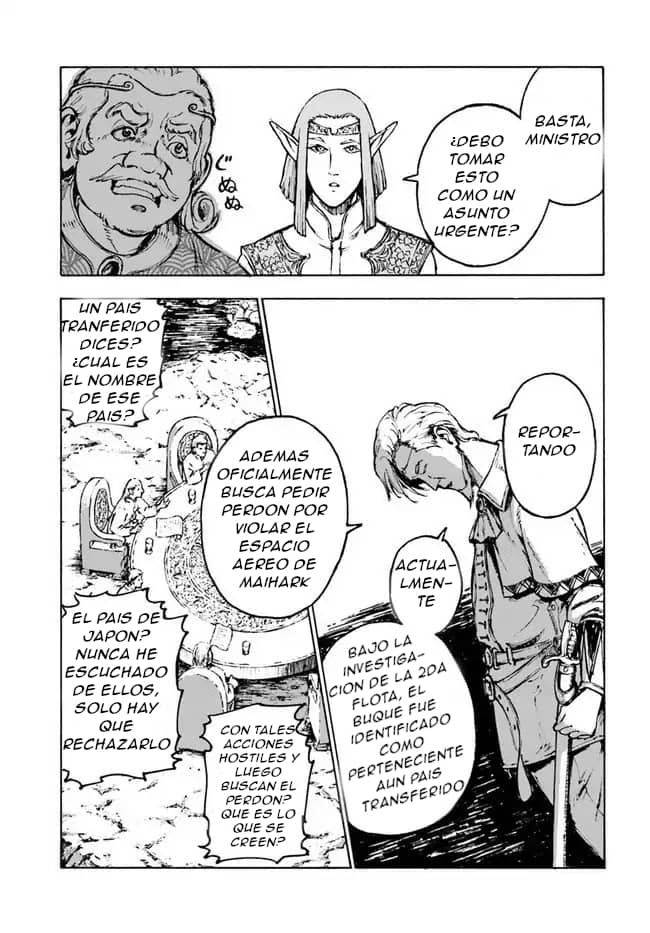 BASTA,
MINISTRO
¿DEBO
TOMAR
ESTO
COMO UN
ASUNTO
URGENTE?
ぐぬぬ
REPOR-
TANDO
ACTUAL-
MENTE
BAJO LA
INVESTIGA-
CION DE LA 2DA
FLOTA, EL
BUQUE FUE
IDENTIFICADO
COMO
PERTENECIENTE
AUN PAIS
TRANSFERIDO
ADEMAS
OFICIALMENTE
BUSCA PEDIR
PERDON POR
VIOLAR EL
ESPACIO
AEREO DE
MAIHARK
UN PAIS
TRANFERIDO
DICES?
¿CUAL ES
EL NOMBRE
DE ESE
PAIS?
EL PAIS DE
JAPON?
NUNCA HE
ESCUCHADO
DE ELLOS,
SOLO HAY
QUE
RECHAZARLO
CON TALES
ACCIONES
HOSTILES Y
LUEGO
BUSCAN EL
PERDON?
QUE ES LO
QUE SE
CREEN?